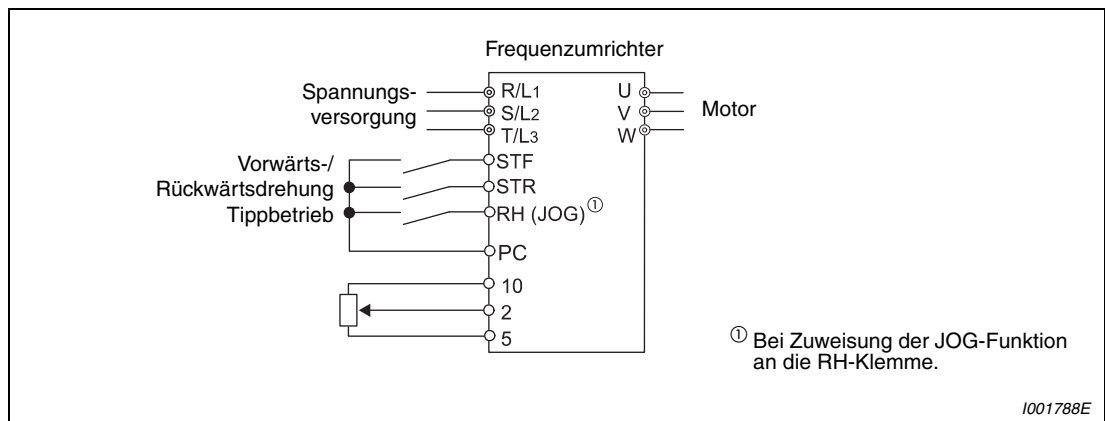 Frequenzumrichter
Spannungs-
versorgung
R/L1
S/L2
T/L3
U
V
W
Motor
Vorwärts-/
Rückwärtsdrehung
Tippbetrieb
STF
STR
RH (JOG)①
PC
10
2
5
① Bei Zuweisung der JOG-Funktion
an die RH-Klemme.
I001788E